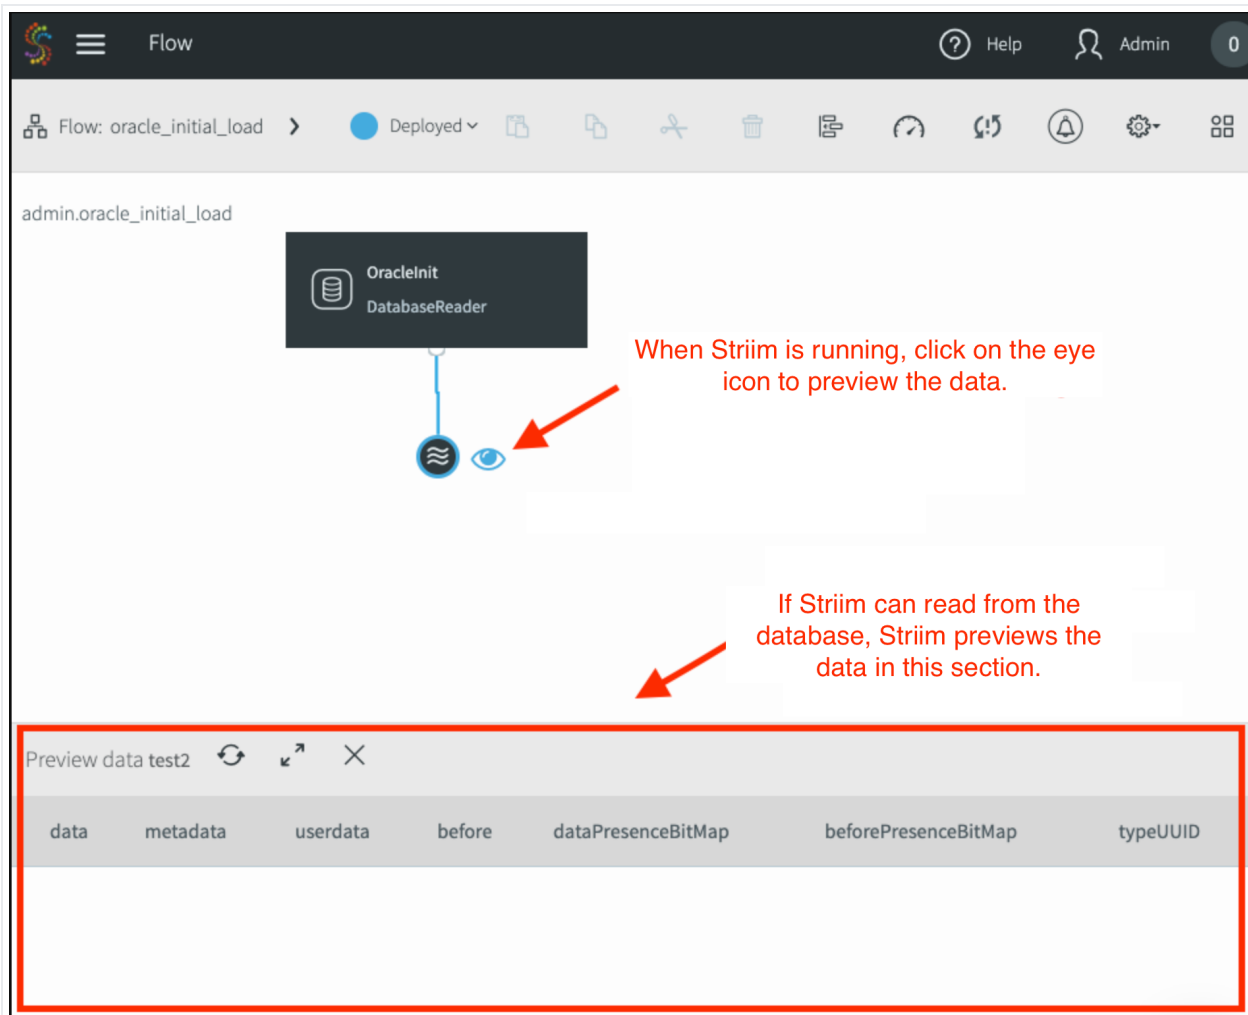 Flow
Help
Admin
0
Flow: oracle_initial_load
Deployed
admin.oracle_initial_load
OracleInit
DatabaseReader
When Striim is running, click on the eye
icon to preview the data.
If Striim can read from the
database, Striim previews the
data in this section.
Preview data test2
data metadata userdata before dataPresenceBitMap beforePresenceBitMap typeUUID